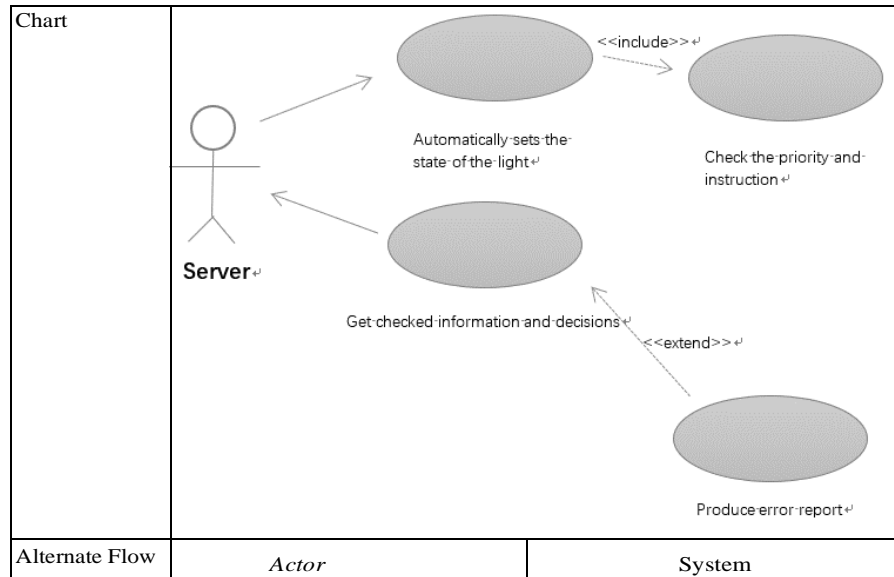 Chart
<<include>>
Automatically sets the
state of the light
Check the priority and
instruction
Server
Get checked information and decisions
<<extend>>
Produce error report
Alternate Flow
Actor
System